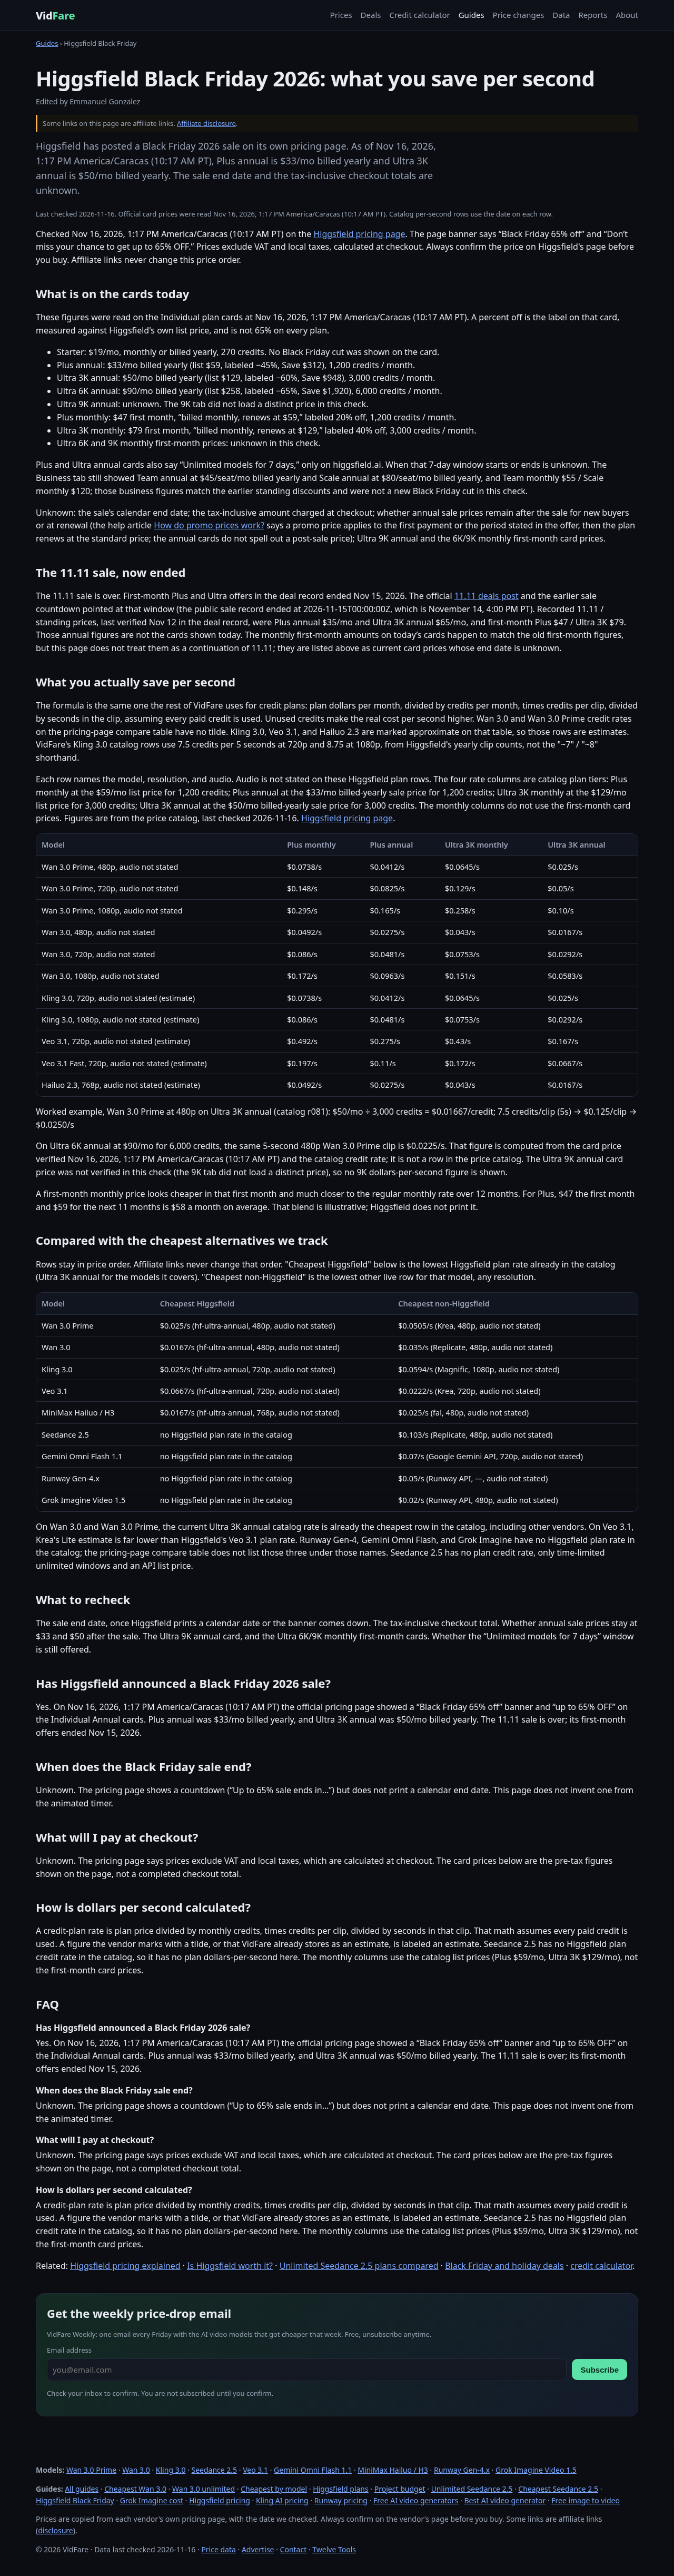 VidFare
Prices Deals Credit calculator Guides Price changes Data Reports About
Guides › Higgsfield Black Friday
Higgsfield Black Friday 2026: what you save per second
Edited by Emmanuel Gonzalez
Some links on this page are affiliate links. Affiliate disclosure.
Higgsfield has posted a Black Friday 2026 sale on its own pricing page. As of Nov 16, 2026,
1:17 PM America/Caracas (10:17 AM PT), Plus annual is $33/mo billed yearly and Ultra 3K
annual is $50/mo billed yearly. The sale end date and the tax-inclusive checkout totals are
unknown.
Last checked 2026-11-16. Official card prices were read Nov 16, 2026, 1:17 PM America/Caracas (10:17 AM PT). Catalog per-second rows use the date on each row.
Checked Nov 16, 2026, 1:17 PM America/Caracas (10:17 AM PT) on the Higgsfield pricing page. The page banner says “Black Friday 65% off” and “Don’t
miss your chance to get up to 65% OFF.” Prices exclude VAT and local taxes, calculated at checkout. Always confirm the price on Higgsfield's page before
you buy. Affiliate links never change this price order.
What is on the cards today
These figures were read on the Individual plan cards at Nov 16, 2026, 1:17 PM America/Caracas (10:17 AM PT). A percent off is the label on that card,
measured against Higgsfield's own list price, and is not 65% on every plan.
• Starter: $19/mo, monthly or billed yearly, 270 credits. No Black Friday cut was shown on the card.
• Plus annual: $33/mo billed yearly (list $59, labeled −45%, Save $312), 1,200 credits / month.
• Ultra 3K annual: $50/mo billed yearly (list $129, labeled −60%, Save $948), 3,000 credits / month.
• Ultra 6K annual: $90/mo billed yearly (list $258, labeled −65%, Save $1,920), 6,000 credits / month.
• Ultra 9K annual: unknown. The 9K tab did not load a distinct price in this check.
• Plus monthly: $47 first month, “billed monthly, renews at $59,” labeled 20% off, 1,200 credits / month.
• Ultra 3K monthly: $79 first month, “billed monthly, renews at $129,” labeled 40% off, 3,000 credits / month.
• Ultra 6K and 9K monthly first-month prices: unknown in this check.
Plus and Ultra annual cards also say “Unlimited models for 7 days,” only on higgsfield.ai. When that 7-day window starts or ends is unknown. The
Business tab still showed Team annual at $45/seat/mo billed yearly and Scale annual at $80/seat/mo billed yearly, and Team monthly $55 / Scale
monthly $120; those business figures match the earlier standing discounts and were not a new Black Friday cut in this check.
Unknown: the sale’s calendar end date; the tax-inclusive amount charged at checkout; whether annual sale prices remain after the sale for new buyers
or at renewal (the help article How do promo prices work? says a promo price applies to the first payment or the period stated in the offer, then the plan
renews at the standard price; the annual cards do not spell out a post-sale price); Ultra 9K annual and the 6K/9K monthly first-month card prices.
The 11.11 sale, now ended
The 11.11 sale is over. First-month Plus and Ultra offers in the deal record ended Nov 15, 2026. The official 11.11 deals post and the earlier sale
countdown pointed at that window (the public sale record ended at 2026-11-15T00:00:00Z, which is November 14, 4:00 PM PT). Recorded 11.11 /
standing prices, last verified Nov 12 in the deal record, were Plus annual $35/mo and Ultra 3K annual $65/mo, and first-month Plus $47 / Ultra 3K $79.
Those annual figures are not the cards shown today. The monthly first-month amounts on today’s cards happen to match the old first-month figures,
but this page does not treat them as a continuation of 11.11; they are listed above as current card prices whose end date is unknown.
What you actually save per second
The formula is the same one the rest of VidFare uses for credit plans: plan dollars per month, divided by credits per month, times credits per clip, divided
by seconds in the clip, assuming every paid credit is used. Unused credits make the real cost per second higher. Wan 3.0 and Wan 3.0 Prime credit rates
on the pricing-page compare table have no tilde. Kling 3.0, Veo 3.1, and Hailuo 2.3 are marked approximate on that table, so those rows are estimates.
VidFare's Kling 3.0 catalog rows use 7.5 credits per 5 seconds at 720p and 8.75 at 1080p, from Higgsfield's yearly clip counts, not the "~7" / "~8"
shorthand.
Each row names the model, resolution, and audio. Audio is not stated on these Higgsfield plan rows. The four rate columns are catalog plan tiers: Plus
monthly at the $59/mo list price for 1,200 credits; Plus annual at the $33/mo billed-yearly sale price for 1,200 credits; Ultra 3K monthly at the $129/mo
list price for 3,000 credits; Ultra 3K annual at the $50/mo billed-yearly sale price for 3,000 credits. The monthly columns do not use the first-month card
prices. Figures are from the price catalog, last checked 2026-11-16. Higgsfield pricing page.
Model Plus monthly Plus annual Ultra 3K monthly Ultra 3K annual
Wan 3.0 Prime, 480p, audio not stated $0.0738/s $0.0412/s $0.0645/s $0.025/s
Wan 3.0 Prime, 720p, audio not stated $0.148/s $0.0825/s $0.129/s $0.05/s
Wan 3.0 Prime, 1080p, audio not stated $0.295/s $0.165/s $0.258/s $0.10/s
Wan 3.0, 480p, audio not stated $0.0492/s $0.0275/s $0.043/s $0.0167/s
Wan 3.0, 720p, audio not stated $0.086/s $0.0481/s $0.0753/s $0.0292/s
Wan 3.0, 1080p, audio not stated $0.172/s $0.0963/s $0.151/s $0.0583/s
Kling 3.0, 720p, audio not stated (estimate) $0.0738/s $0.0412/s $0.0645/s $0.025/s
Kling 3.0, 1080p, audio not stated (estimate) $0.086/s $0.0481/s $0.0753/s $0.0292/s
Veo 3.1, 720p, audio not stated (estimate) $0.492/s $0.275/s $0.43/s $0.167/s
Veo 3.1 Fast, 720p, audio not stated (estimate) $0.197/s $0.11/s $0.172/s $0.0667/s
Hailuo 2.3, 768p, audio not stated (estimate) $0.0492/s $0.0275/s $0.043/s $0.0167/s
Worked example, Wan 3.0 Prime at 480p on Ultra 3K annual (catalog r081): $50/mo ÷ 3,000 credits = $0.01667/credit; 7.5 credits/clip (5s) → $0.125/clip →
$0.0250/s
On Ultra 6K annual at $90/mo for 6,000 credits, the same 5-second 480p Wan 3.0 Prime clip is $0.0225/s. That figure is computed from the card price
verified Nov 16, 2026, 1:17 PM America/Caracas (10:17 AM PT) and the catalog credit rate; it is not a row in the price catalog. The Ultra 9K annual card
price was not verified in this check (the 9K tab did not load a distinct price), so no 9K dollars-per-second figure is shown.
A first-month monthly price looks cheaper in that first month and much closer to the regular monthly rate over 12 months. For Plus, $47 the first month
and $59 for the next 11 months is $58 a month on average. That blend is illustrative; Higgsfield does not print it.
Compared with the cheapest alternatives we track
Rows stay in price order. Affiliate links never change that order. "Cheapest Higgsfield" below is the lowest Higgsfield plan rate already in the catalog
(Ultra 3K annual for the models it covers). "Cheapest non-Higgsfield" is the lowest other live row for that model, any resolution.
Model Cheapest Higgsfield Cheapest non-Higgsfield
Wan 3.0 Prime $0.025/s (hf-ultra-annual, 480p, audio not stated) $0.0505/s (Krea, 480p, audio not stated)
Wan 3.0 $0.0167/s (hf-ultra-annual, 480p, audio not stated) $0.035/s (Replicate, 480p, audio not stated)
Kling 3.0 $0.025/s (hf-ultra-annual, 720p, audio not stated) $0.0594/s (Magnific, 1080p, audio not stated)
Veo 3.1 $0.0667/s (hf-ultra-annual, 720p, audio not stated) $0.0222/s (Krea, 720p, audio not stated)
MiniMax Hailuo / H3 $0.0167/s (hf-ultra-annual, 768p, audio not stated) $0.025/s (fal, 480p, audio not stated)
Seedance 2.5 no Higgsfield plan rate in the catalog $0.103/s (Replicate, 480p, audio not stated)
Gemini Omni Flash 1.1 no Higgsfield plan rate in the catalog $0.07/s (Google Gemini API, 720p, audio not stated)
Runway Gen-4.x no Higgsfield plan rate in the catalog $0.05/s (Runway API, —, audio not stated)
Grok Imagine Video 1.5 no Higgsfield plan rate in the catalog $0.02/s (Runway API, 480p, audio not stated)
On Wan 3.0 and Wan 3.0 Prime, the current Ultra 3K annual catalog rate is already the cheapest row in the catalog, including other vendors. On Veo 3.1,
Krea's Lite estimate is far lower than Higgsfield's Veo 3.1 plan rate. Runway Gen-4, Gemini Omni Flash, and Grok Imagine have no Higgsfield plan rate in
the catalog; the pricing-page compare table does not list those three under those names. Seedance 2.5 has no plan credit rate, only time-limited
unlimited windows and an API list price.
What to recheck
The sale end date, once Higgsfield prints a calendar date or the banner comes down. The tax-inclusive checkout total. Whether annual sale prices stay at
$33 and $50 after the sale. The Ultra 9K annual card, and the Ultra 6K/9K monthly first-month cards. Whether the “Unlimited models for 7 days” window
is still offered.
Has Higgsfield announced a Black Friday 2026 sale?
Yes. On Nov 16, 2026, 1:17 PM America/Caracas (10:17 AM PT) the official pricing page showed a “Black Friday 65% off” banner and “up to 65% OFF” on
the Individual Annual cards. Plus annual was $33/mo billed yearly, and Ultra 3K annual was $50/mo billed yearly. The 11.11 sale is over; its first-month
offers ended Nov 15, 2026.
When does the Black Friday sale end?
Unknown. The pricing page shows a countdown (“Up to 65% sale ends in…”) but does not print a calendar end date. This page does not invent one from
the animated timer.
What will I pay at checkout?
Unknown. The pricing page says prices exclude VAT and local taxes, which are calculated at checkout. The card prices below are the pre-tax figures
shown on the page, not a completed checkout total.
How is dollars per second calculated?
A credit-plan rate is plan price divided by monthly credits, times credits per clip, divided by seconds in that clip. That math assumes every paid credit is
used. A figure the vendor marks with a tilde, or that VidFare already stores as an estimate, is labeled an estimate. Seedance 2.5 has no Higgsfield plan
credit rate in the catalog, so it has no plan dollars-per-second here. The monthly columns use the catalog list prices (Plus $59/mo, Ultra 3K $129/mo), not
the first-month card prices.
FAQ
Has Higgsfield announced a Black Friday 2026 sale?
Yes. On Nov 16, 2026, 1:17 PM America/Caracas (10:17 AM PT) the official pricing page showed a “Black Friday 65% off” banner and “up to 65% OFF” on
the Individual Annual cards. Plus annual was $33/mo billed yearly, and Ultra 3K annual was $50/mo billed yearly. The 11.11 sale is over; its first-month
offers ended Nov 15, 2026.
When does the Black Friday sale end?
Unknown. The pricing page shows a countdown (“Up to 65% sale ends in…”) but does not print a calendar end date. This page does not invent one from
the animated timer.
What will I pay at checkout?
Unknown. The pricing page says prices exclude VAT and local taxes, which are calculated at checkout. The card prices below are the pre-tax figures
shown on the page, not a completed checkout total.
How is dollars per second calculated?
A credit-plan rate is plan price divided by monthly credits, times credits per clip, divided by seconds in that clip. That math assumes every paid credit is
used. A figure the vendor marks with a tilde, or that VidFare already stores as an estimate, is labeled an estimate. Seedance 2.5 has no Higgsfield plan
credit rate in the catalog, so it has no plan dollars-per-second here. The monthly columns use the catalog list prices (Plus $59/mo, Ultra 3K $129/mo), not
the first-month card prices.
Related: Higgsfield pricing explained · Is Higgsfield worth it? · Unlimited Seedance 2.5 plans compared · Black Friday and holiday deals · credit calculator.
Get the weekly price-drop email
VidFare Weekly: one email every Friday with the AI video models that got cheaper that week. Free, unsubscribe anytime.
Email address
you@email.com
Subscribe
Check your inbox to confirm. You are not subscribed until you confirm.
Models: Wan 3.0 Prime · Wan 3.0 · Kling 3.0 · Seedance 2.5 · Veo 3.1 · Gemini Omni Flash 1.1 · MiniMax Hailuo / H3 · Runway Gen-4.x · Grok Imagine Video 1.5
Guides: All guides · Cheapest Wan 3.0 · Wan 3.0 unlimited · Cheapest by model · Higgsfield plans · Project budget · Unlimited Seedance 2.5 · Cheapest Seedance 2.5 ·
Higgsfield Black Friday · Grok Imagine cost · Higgsfield pricing · Kling AI pricing · Runway pricing · Free AI video generators · Best AI video generator · Free image to video
Prices are copied from each vendor's own pricing page, with the date we checked. Always confirm on the vendor's page before you buy. Some links are affiliate links
(disclosure).
© 2026 VidFare · Data last checked 2026-11-16 · Price data · Advertise · Contact · Twelve Tools